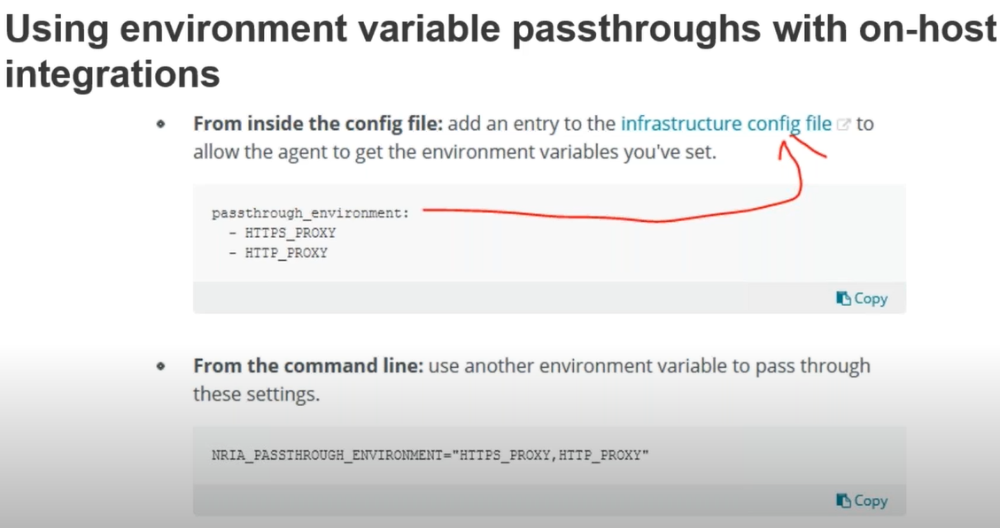 Using environment variable passthroughs with on-host
integrations
From inside the config file: add an entry to the infrastructure config file to
allow the agent to get the environment variables you've set.
passthrough_environment:
- HTTPS_PROXY
- HTTP_PROXY
Copy
From the command line: use another environment variable to pass through
these settings.
NRIA_PASSTHROUGH_ENVIRONMENT="HTTPS_PROXY,HTTP_PROXY"
Copy